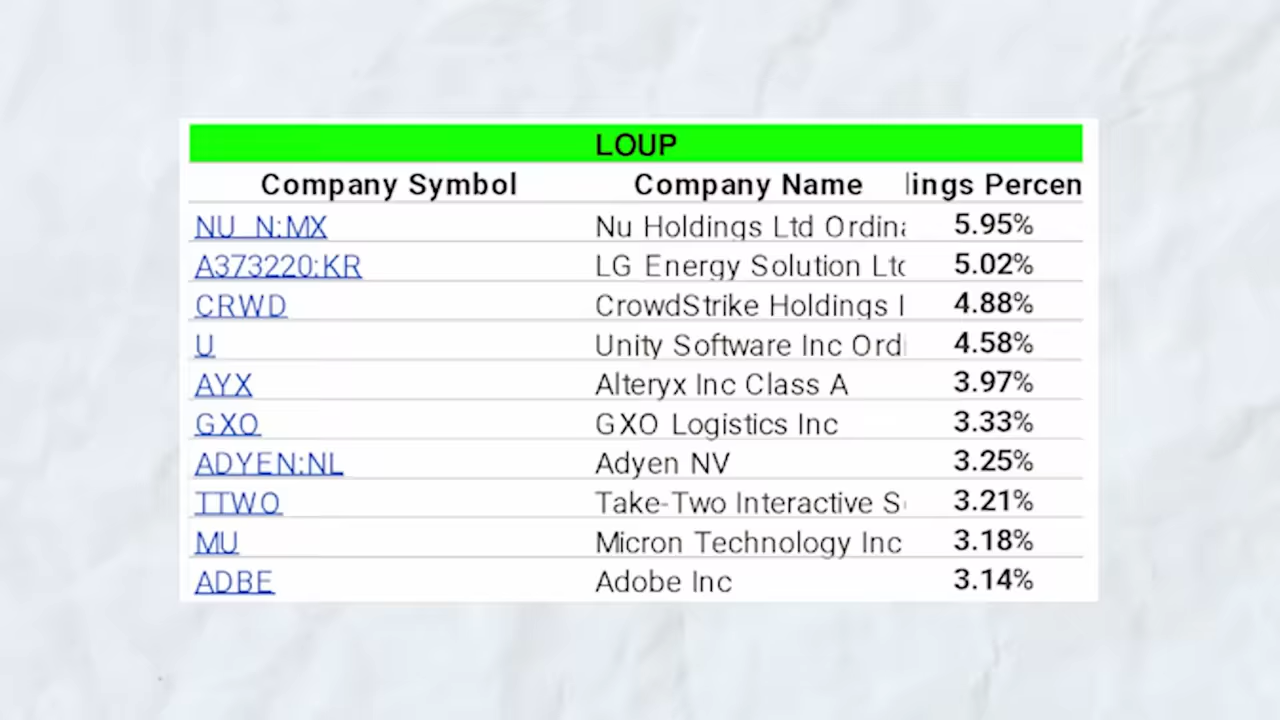 LOUP
Company Symbol Company Name lings Percen
NU_N:MX Nu Holdings Ltd Ordina 5.95%
A373220:KR LG Energy Solution Ltd 5.02%
CRWD CrowdStrike Holdings I 4.88%
U Unity Software Inc Ordi 4.58%
AYX Alteryx Inc Class A 3.97%
GXO GXO Logistics Inc 3.33%
ADYEN:NL Adyen NV 3.25%
TTWO Take-Two Interactive S 3.21%
MU Micron Technology Inc 3.18%
ADBE Adobe Inc 3.14%